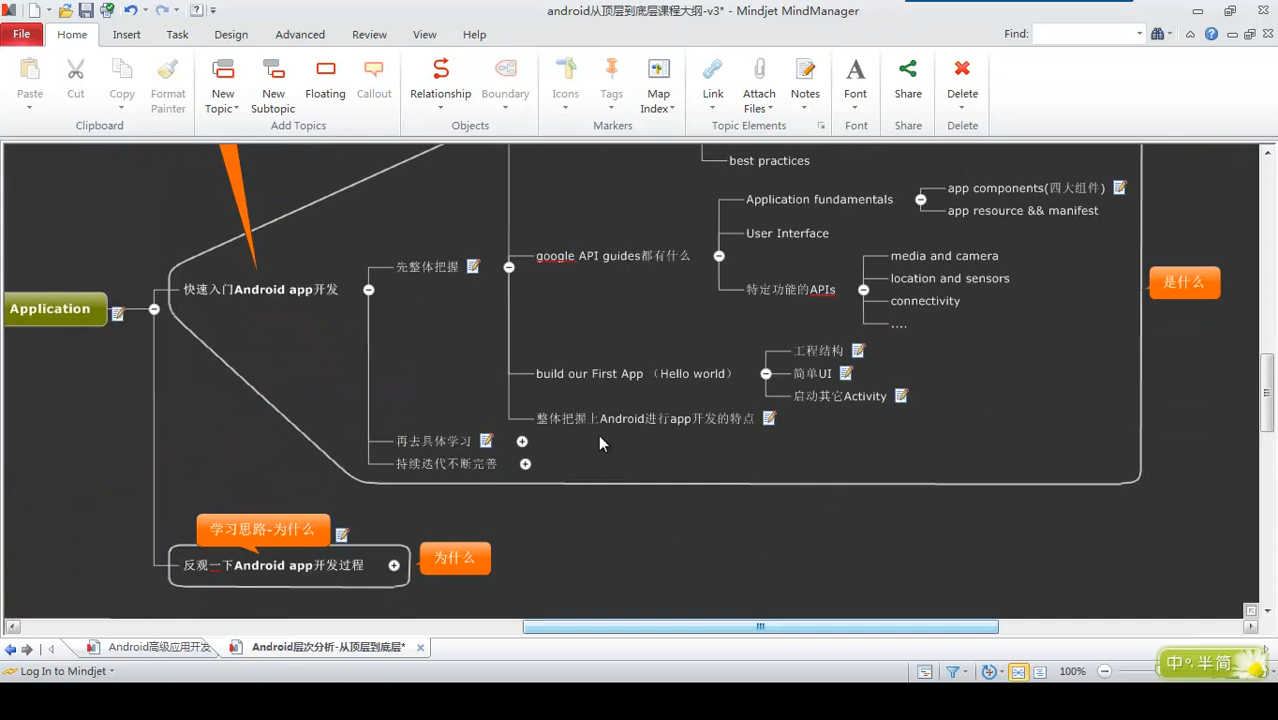 android从顶层到底层课程大纲-v3* - Mindjet MindManager
File Home Insert Task Design Advanced Review View Help Find:
Paste Cut Copy Format Painter
New Topic New Subtopic Floating Callout
Relationship Boundary
Icons Tags Map Index
Link Attach Files Notes
Font Share Delete
Clipboard Add Topics Objects Markers Topic Elements Font Share Delete
best practices
Application fundamentals
app components(四大组件)
app resource && manifest
User Interface
google API guides都有什么
先整体把握
media and camera
location and sensors
connectivity
....
特定功能的APIs
是什么
快速入门Android app开发
Application
工程结构
build our First App （Hello world）
简单UI
启动其它Activity
整体把握上Android进行app开发的特点
再去具体学习
持续迭代不断完善
学习思路-为什么
反观一下Android app开发过程
为什么
Android高级应用开发
Android层次分析-从顶层到底层*
Log In to Mindjet
100%
中 半简